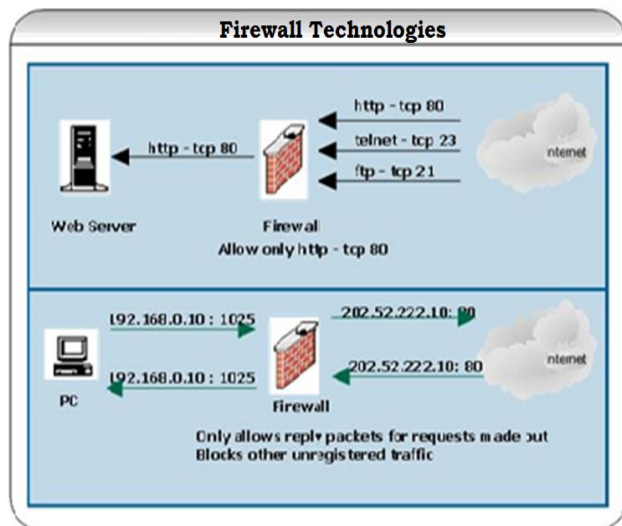 Firewall Technologies
http - tcp 80
telnet - tcp 23
ftp - tcp 21
http - tcp 80
Internet
Web Server
Firewall
Allow only http - tcp 80
192.168.0.10 : 1025
202.52.222.10: 80
192.168.0.10 : 1025
202.52.222.10: 80
Internet
PC
Firewall
Only allows reply packets for requests made out
Blocks other unregistered traffic